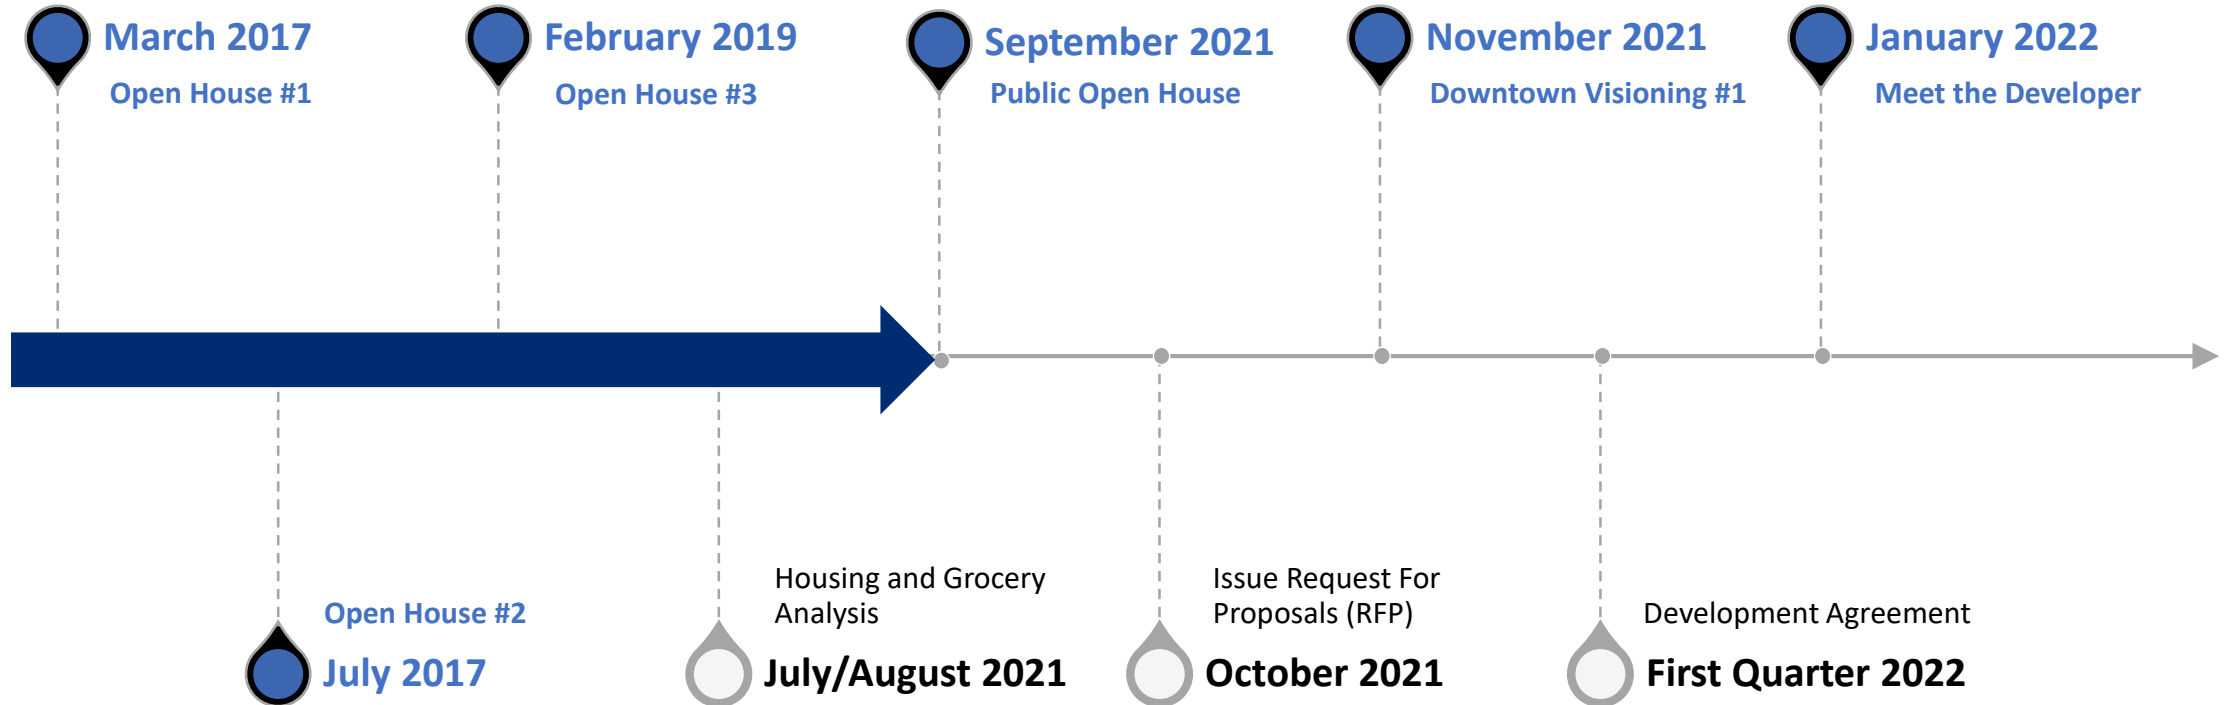 March 2017
Open House #1
February 2019
Open House #3
September 2021
Public Open House
November 2021
Downtown Visioning #1
January 2022
Meet the Developer
Open House #2
July 2017
Housing and Grocery
Analysis
July/August 2021
Issue Request For
Proposals (RFP)
October 2021
Development Agreement
First Quarter 2022